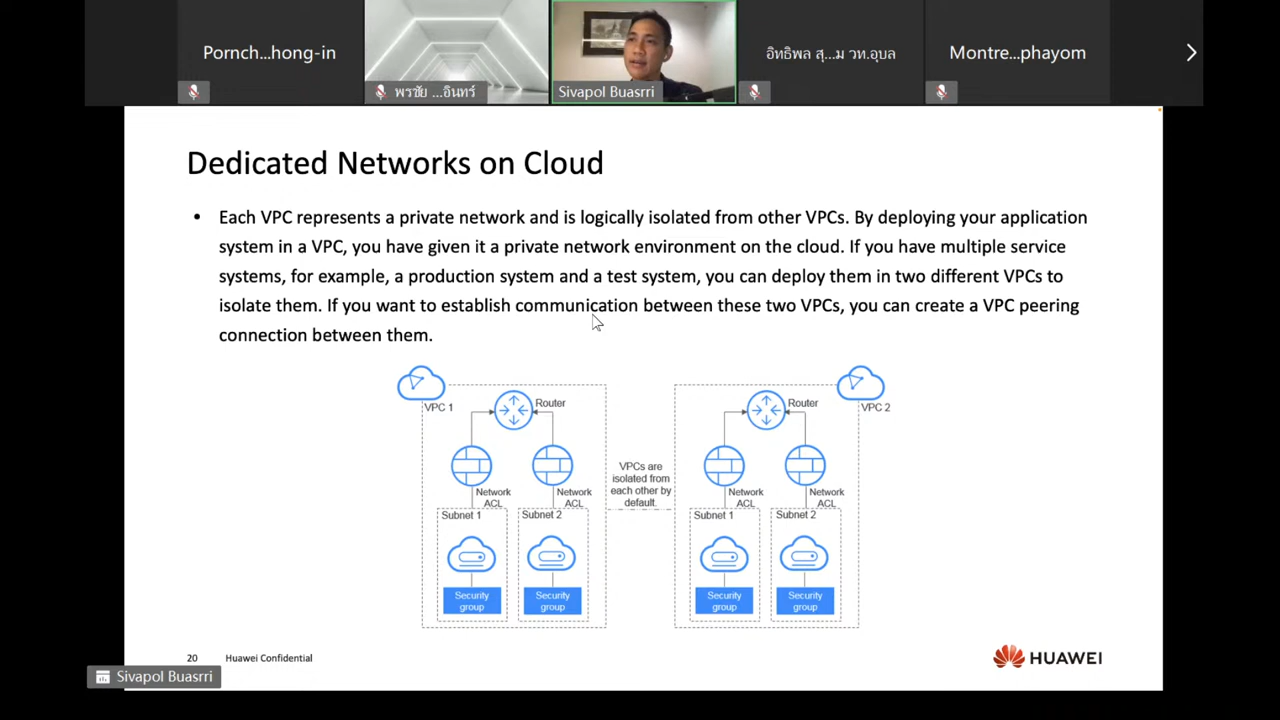 Pornch...hong-in
พรชัย ...อินทร์
Sivapol Buasrri
อิทธิพล สุ...ม วท.อุบล
Montre...phayom
Dedicated Networks on Cloud
• Each VPC represents a private network and is logically isolated from other VPCs. By deploying your application
system in a VPC, you have given it a private network environment on the cloud. If you have multiple service
systems, for example, a production system and a test system, you can deploy them in two different VPCs to
isolate them. If you want to establish communication between these two VPCs, you can create a VPC peering
connection between them.
VPC 1
Router
Network
ACL
Network
ACL
Subnet 1
Subnet 2
Security
group
Security
group
VPCs are
isolated from
each other by
default.
Router
VPC 2
Network
ACL
Network
ACL
Subnet 1
Subnet 2
Security
group
Security
group
20
Huawei Confidential
HUAWEI
Sivapol Buasrri